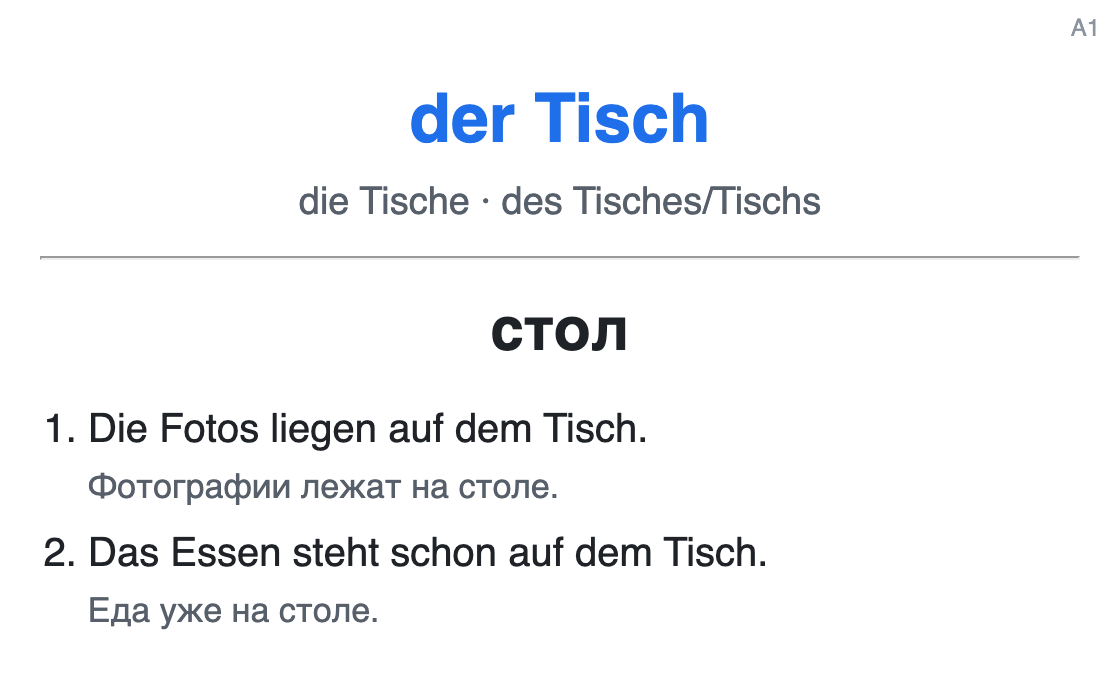 A1
der Tisch
die Tische · des Tisches/Tischs
стол
1. Die Fotos liegen auf dem Tisch.
Фотографии лежат на столе.
2. Das Essen steht schon auf dem Tisch.
Еда уже на столе.